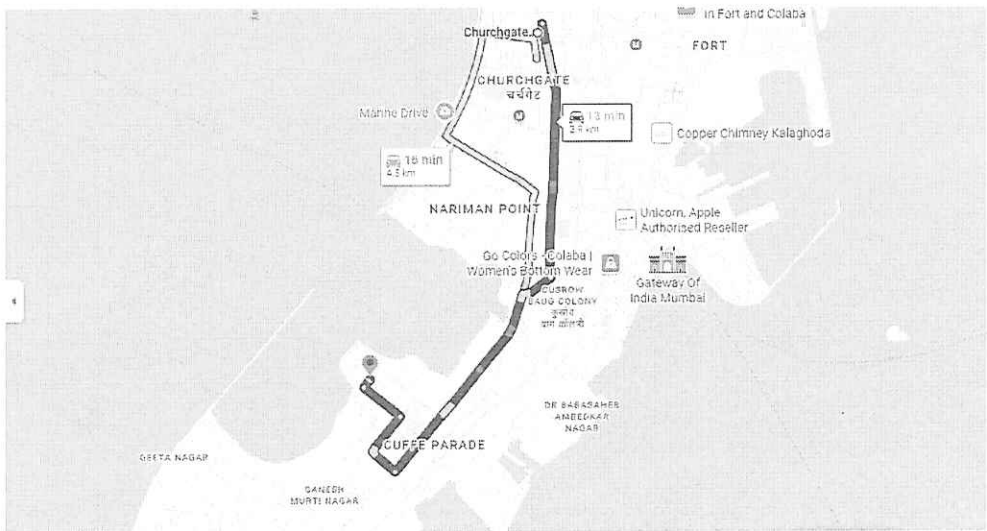 in Fort and Colaba
Churchgate
FORT
CHURCHGATE
चर्चगेट
Marine Drive
13 min
3.9 km
Copper Chimney Kalaghoda
16 min
4.5 km
NARIMAN POINT
Unicorn, Apple
Authorised Reseller
Go Colors - Colaba |
Women's Bottom Wear
Gateway Of
India Mumbai
CUSROW
BAUG COLONY
DR BABASAHEB
AMBEDKAR
NAGAR
CUFFE PARADE
GEETA NAGAR
GANESH
MURTI NAGAR